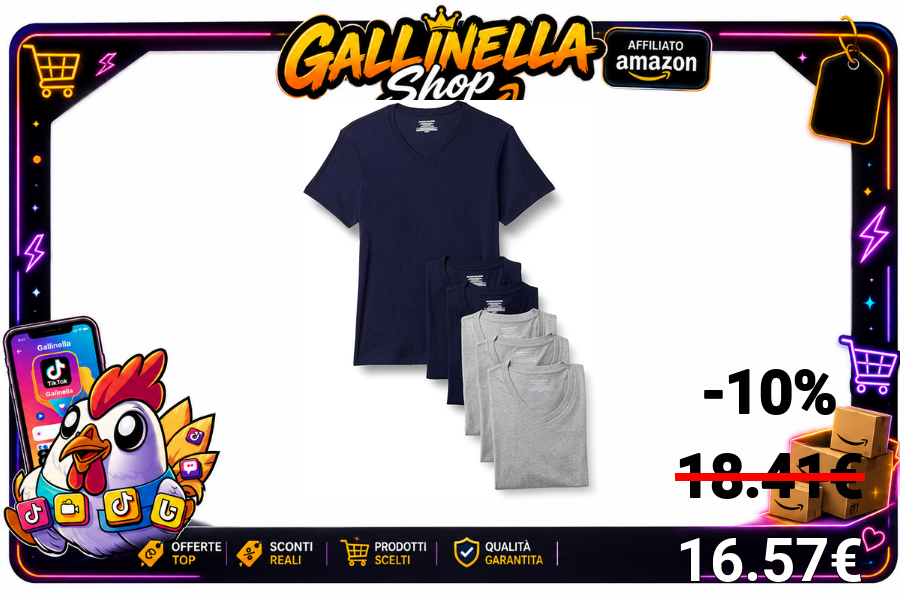 GALLINELLA
Shop
AFFILIATO
amazon
Gallinella
TikTok
Gallinella
-10%
18.41€
16.57€
OFFERTE
TOP
SCONTI
REALI
PRODOTTI
SCELTI
QUALITÀ
GARANTITA